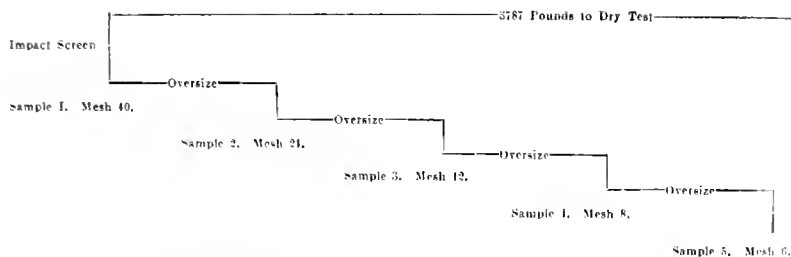 3787 Pounds to Dry Test
Impact Screen
Oversize
Sample 1. Mesh 40.
Oversize
Sample 2. Mesh 24.
Oversize
Sample 3. Mesh 12.
Oversize
Sample 4. Mesh 8.
Sample 5. Mesh 6.